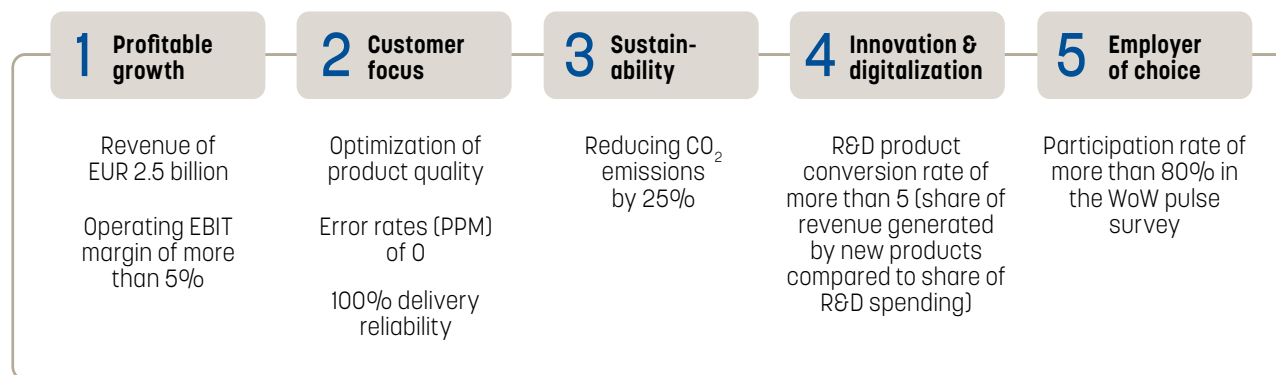 1 Profitable
growth
Revenue of
EUR 2.5 billion
Operating EBIT
margin of more
than 5%
2 Customer
focus
Optimization of
product quality
Error rates (PPM)
of 0
100% delivery
reliability
3 Sustain-
ability
Reducing CO₂
emissions
by 25%
4 Innovation &
digitalization
R&D product
conversion rate of
more than 5 (share of
revenue generated
by new products
compared to share of
R&D spending)
5 Employer
of choice
Participation rate of
more than 80% in
the WoW pulse
survey